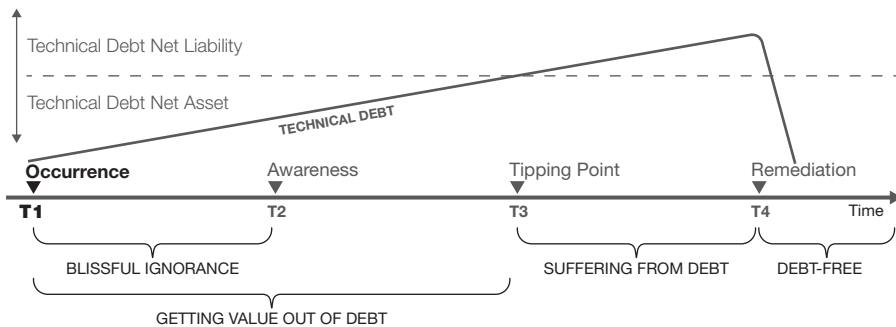 Technical Debt Net Liability
Technical Debt Net Asset
TECHNICAL DEBT
Occurrence Awareness Tipping Point Remediation
T1 T2 T3 T4 Time
BLISSFUL IGNORANCE SUFFERING FROM DEBT DEBT-FREE
GETTING VALUE OUT OF DEBT